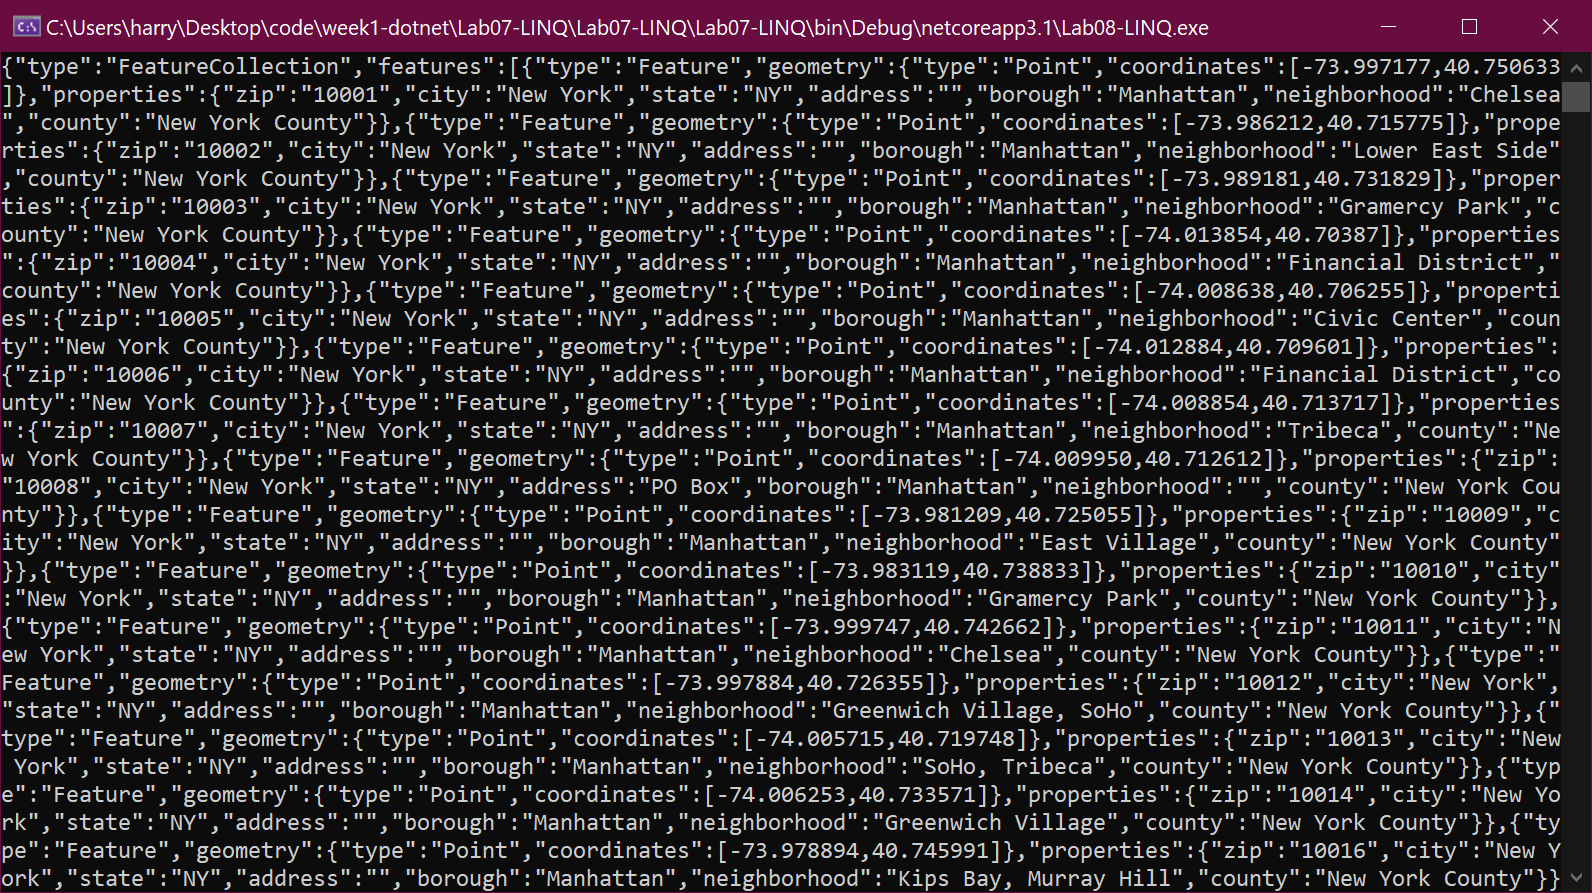 C:\Users\harry\Desktop\code\week1-dotnet\Lab07-LINQ\Lab07-LINQ\Lab07-LINQ\bin\Debug\netcoreapp3.1\Lab08-LINQ.exe
{"type":"FeatureCollection","features":[{"type":"Feature","geometry":{"type":"Point","coordinates":[-73.997177,40.750633
]},"properties":{"zip":"10001","city":"New York","state":"NY","address":"","borough":"Manhattan","neighborhood":"Chelsea
","county":"New York County"}},{"type":"Feature","geometry":{"type":"Point","coordinates":[-73.986212,40.715775]},"prope
rties":{"zip":"10002","city":"New York","state":"NY","address":"","borough":"Manhattan","neighborhood":"Lower East Side"
,"county":"New York County"}},{"type":"Feature","geometry":{"type":"Point","coordinates":[-73.989181,40.731829]},"proper
ties":{"zip":"10003","city":"New York","state":"NY","address":"","borough":"Manhattan","neighborhood":"Gramercy Park","c
ounty":"New York County"}},{"type":"Feature","geometry":{"type":"Point","coordinates":[-74.013854,40.70387]},"properties
":{"zip":"10004","city":"New York","state":"NY","address":"","borough":"Manhattan","neighborhood":"Financial District","
county":"New York County"}},{"type":"Feature","geometry":{"type":"Point","coordinates":[-74.008638,40.706255]},"properti
es":{"zip":"10005","city":"New York","state":"NY","address":"","borough":"Manhattan","neighborhood":"Civic Center","coun
ty":"New York County"}},{"type":"Feature","geometry":{"type":"Point","coordinates":[-74.012884,40.709601]},"properties":
{"zip":"10006","city":"New York","state":"NY","address":"","borough":"Manhattan","neighborhood":"Financial District","co
unty":"New York County"}},{"type":"Feature","geometry":{"type":"Point","coordinates":[-74.008854,40.713717]},"properties
":{"zip":"10007","city":"New York","state":"NY","address":"","borough":"Manhattan","neighborhood":"Tribeca","county":"Ne
w York County"}},{"type":"Feature","geometry":{"type":"Point","coordinates":[-74.009950,40.712612]},"properties":{"zip":
"10008","city":"New York","state":"NY","address":"PO Box","borough":"Manhattan","neighborhood":"","county":"New York Cou
nty"}},{"type":"Feature","geometry":{"type":"Point","coordinates":[-73.981209,40.725055]},"properties":{"zip":"10009","c
ity":"New York","state":"NY","address":"","borough":"Manhattan","neighborhood":"East Village","county":"New York County"
}},{"type":"Feature","geometry":{"type":"Point","coordinates":[-73.983119,40.738833]},"properties":{"zip":"10010","city"
:"New York","state":"NY","address":"","borough":"Manhattan","neighborhood":"Gramercy Park","county":"New York County"}},
{"type":"Feature","geometry":{"type":"Point","coordinates":[-73.999747,40.742662]},"properties":{"zip":"10011","city":"N
ew York","state":"NY","address":"","borough":"Manhattan","neighborhood":"Chelsea","county":"New York County"}},{"type":"
Feature","geometry":{"type":"Point","coordinates":[-73.997884,40.726355]},"properties":{"zip":"10012","city":"New York",
"state":"NY","address":"","borough":"Manhattan","neighborhood":"Greenwich Village, SoHo","county":"New York County"}},{"
type":"Feature","geometry":{"type":"Point","coordinates":[-74.005715,40.719748]},"properties":{"zip":"10013","city":"New
 York","state":"NY","address":"","borough":"Manhattan","neighborhood":"SoHo, Tribeca","county":"New York County"}},{"typ
e":"Feature","geometry":{"type":"Point","coordinates":[-74.006253,40.733571]},"properties":{"zip":"10014","city":"New Yo
rk","state":"NY","address":"","borough":"Manhattan","neighborhood":"Greenwich Village","county":"New York County"}},{"ty
pe":"Feature","geometry":{"type":"Point","coordinates":[-73.978894,40.745991]},"properties":{"zip":"10016","city":"New Y
ork","state":"NY","address":"","borough":"Manhattan","neighborhood":"Kips Bay, Murray Hill","county":"New York County"}}